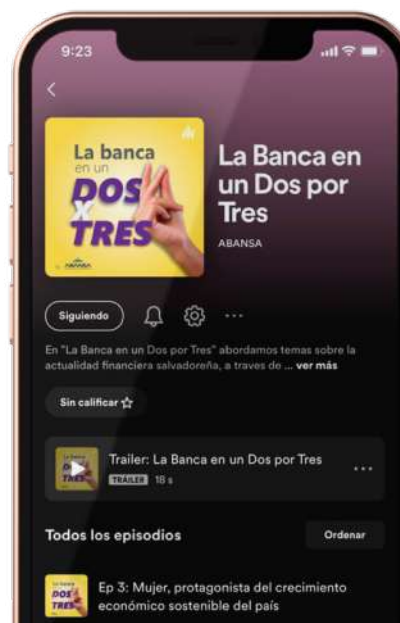 9:23
La banca
en un
DOS
X
TRES
ABANSA
La Banca en
un Dos por
Tres
ABANSA
Siguiendo
En "La Banca en un Dos por Tres" abordamos temas sobre la
actualidad financiera salvadoreña, a traves de ... ver más
Sin calificar
Trailer: La Banca en un Dos por Tres
TRAILER 18 s
Todos los episodios
Ordenar
Ep 3: Mujer, protagonista del crecimiento
económico sostenible del país